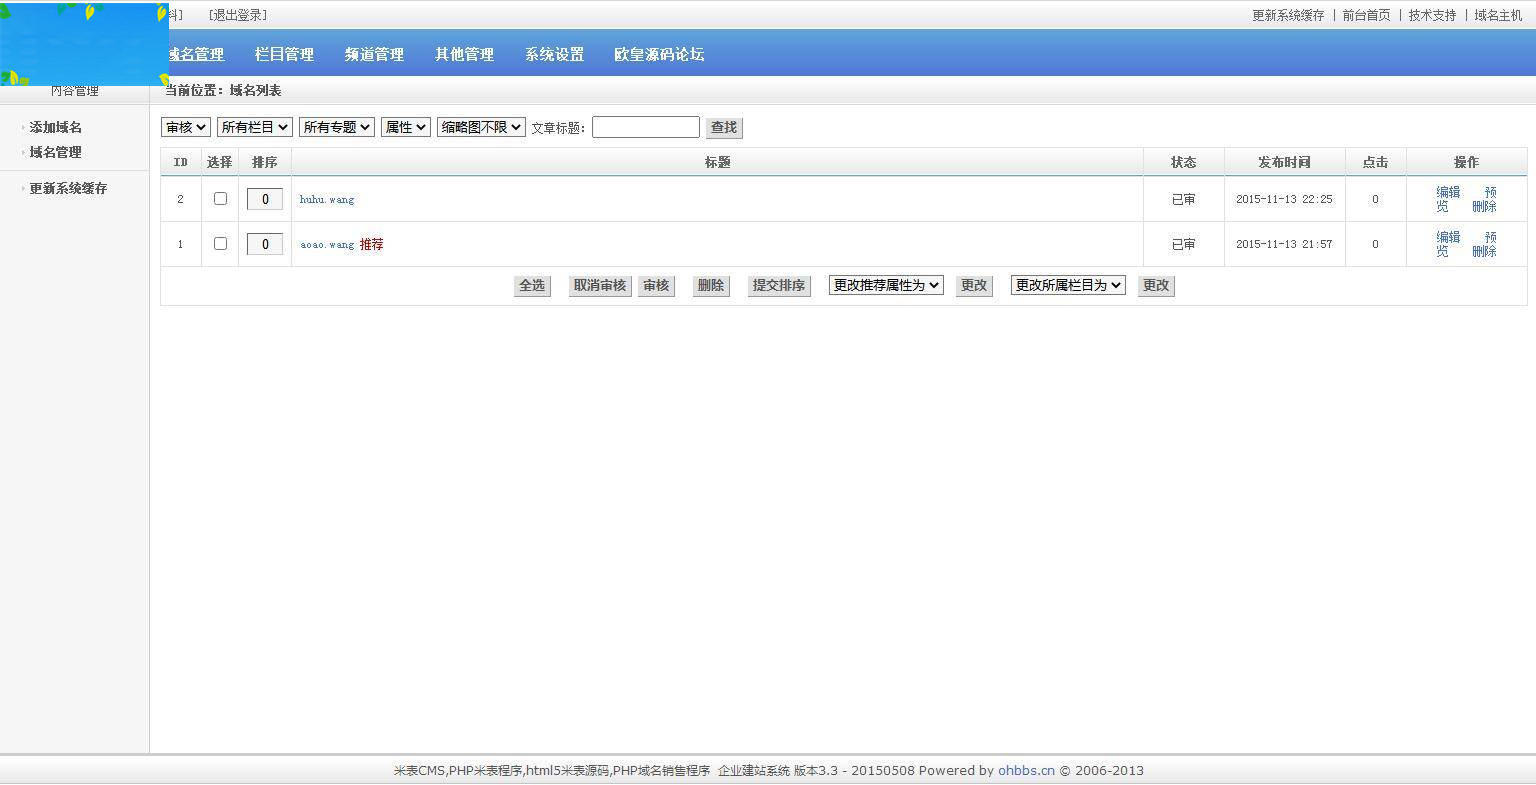 料]　[退出登录]　更新系统缓存 | 前台首页 | 技术支持 | 域名主机
域名管理　栏目管理　频道管理　其他管理　系统设置　欧皇源码论坛
内容管理　当前位置：域名列表
添加域名
域名管理
更新系统缓存
审核　所有栏目　所有专题　属性　缩略图不限　文章标题：　查找
ID　选择　排序　标题　状态　发布时间　点击　操作
2　0　huhu.wang　已审　2015-11-13 22:25　0　编辑　预
览　删除
1　0　aoao.wang 推荐　已审　2015-11-13 21:57　0　编辑　预
览　删除
全选　取消审核　审核　删除　提交排序　更改推荐属性为　更改　更改所属栏目为　更改
米表CMS,PHP米表程序,html5米表源码,PHP域名销售程序 企业建站系统 版本3.3 - 20150508 Powered by ohbbs.cn © 2006-2013